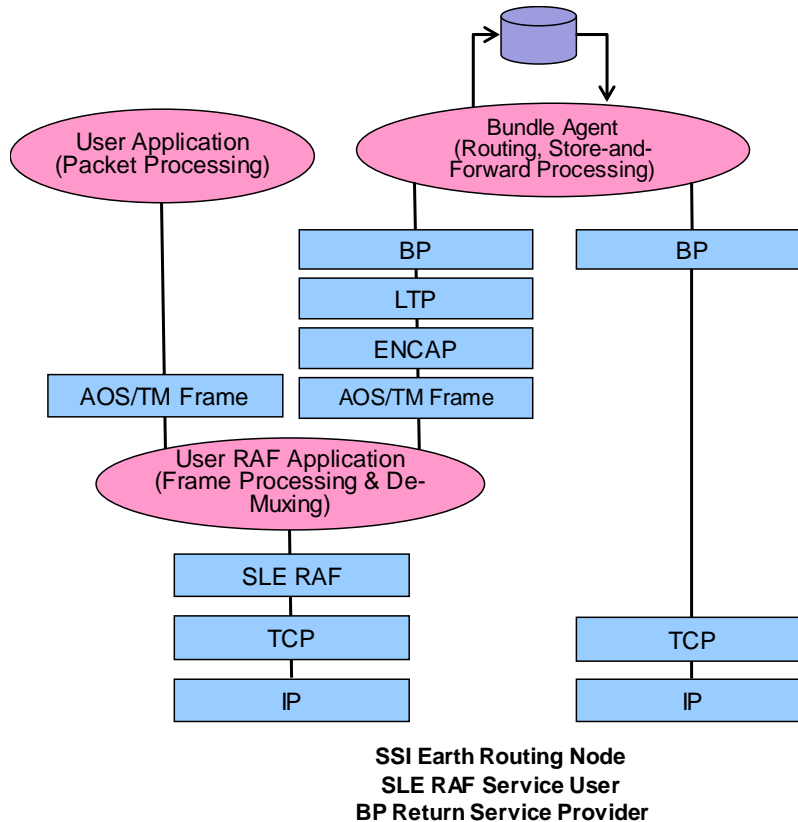 User Application
(Packet Processing)
Bundle Agent
(Routing, Store-and-
Forward Processing)
BP
BP
LTP
ENCAP
AOS/TM Frame
AOS/TM Frame
User RAF Application
(Frame Processing & De-
Muxing)
SLE RAF
TCP
TCP
IP
IP
SSI Earth Routing Node
SLE RAF Service User
BP Return Service Provider